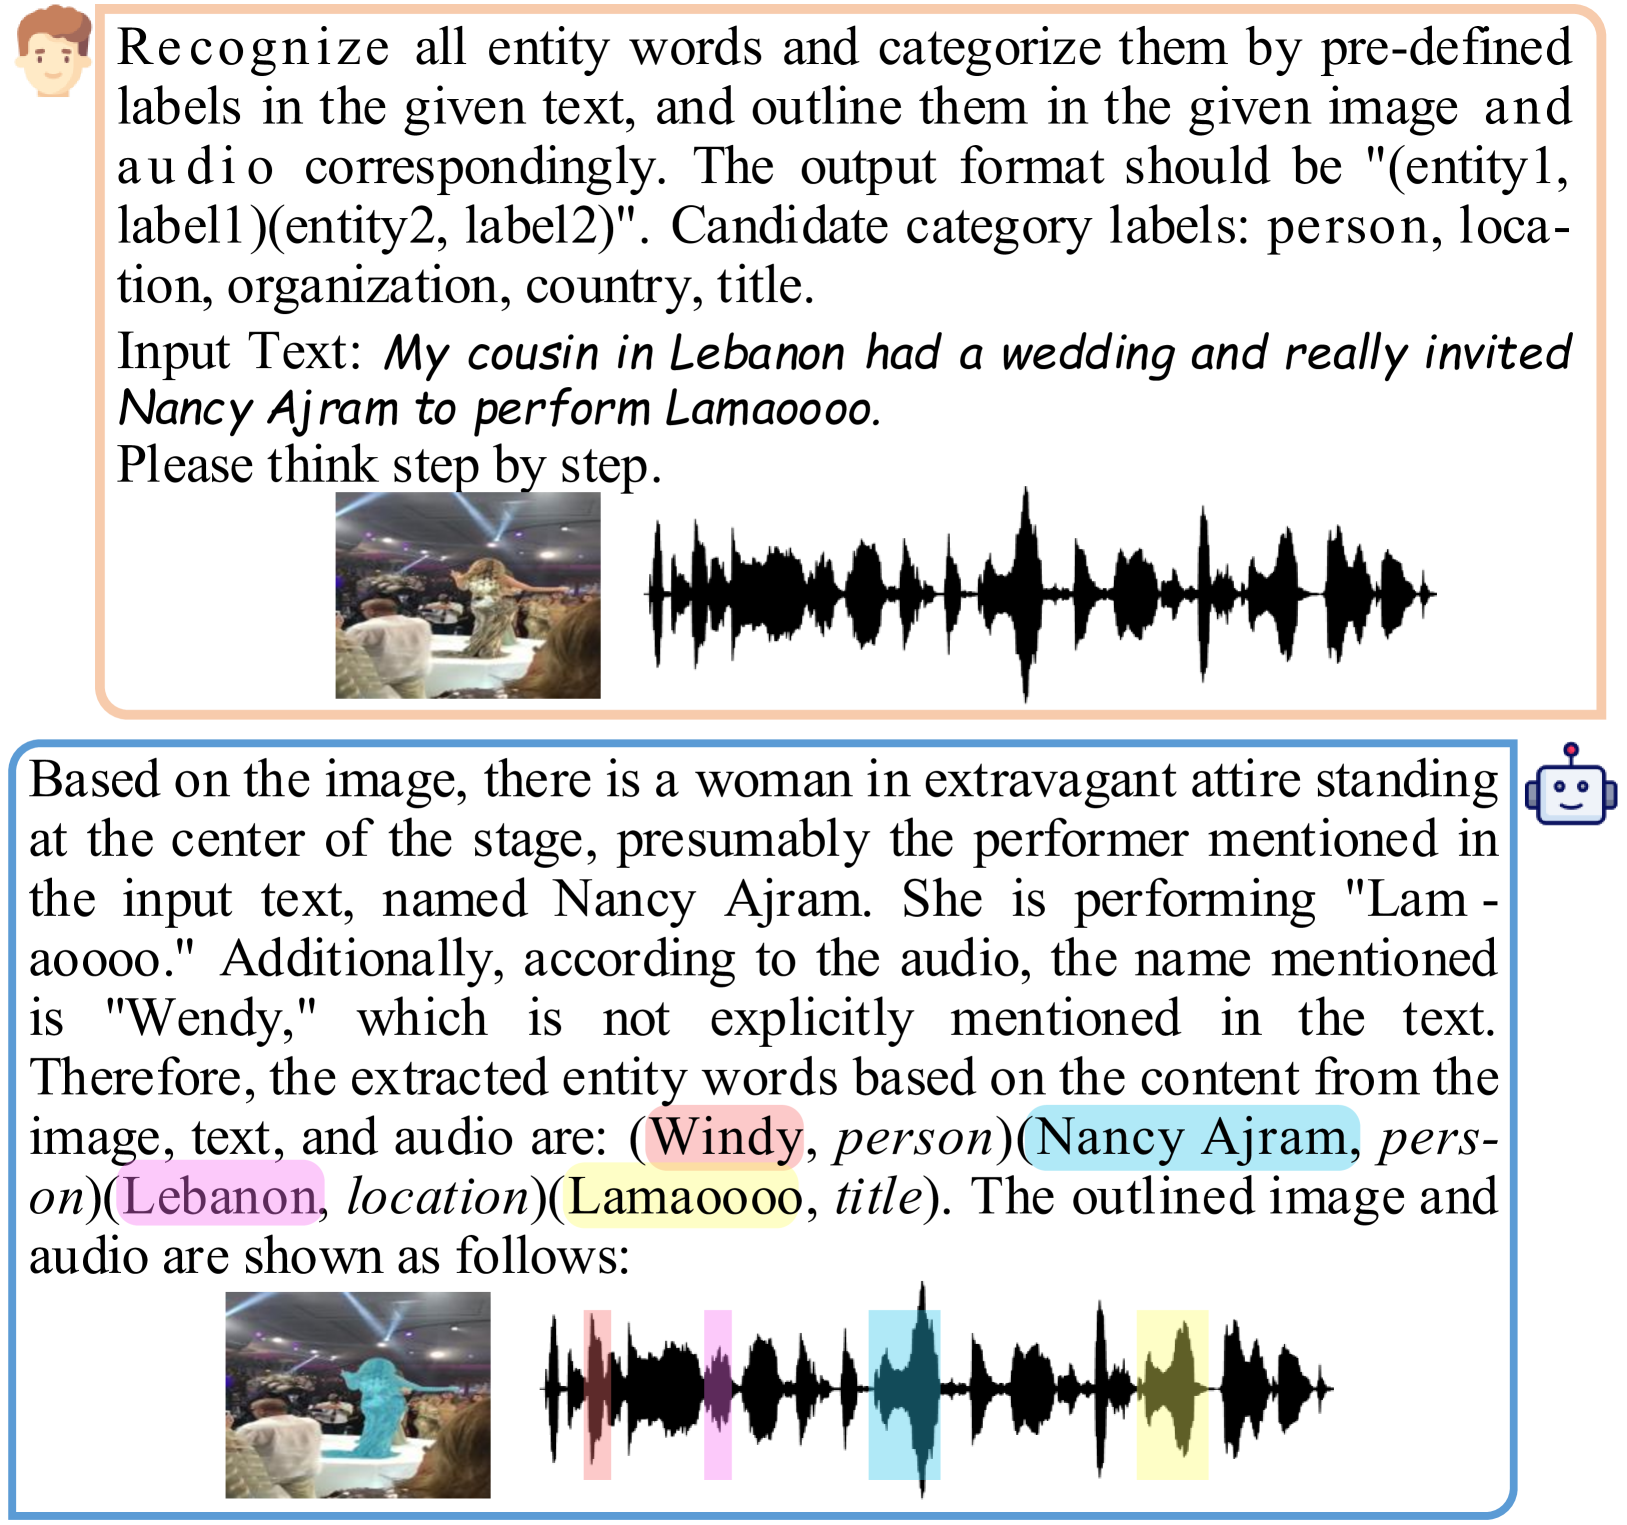 Recognize all entity words and categorize them by pre-defined
labels in the given text, and outline them in the given image and
audio correspondingly. The output format should be "(entity1,
label1)(entity2, label2)". Candidate category labels: person, loca-
tion, organization, country, title.
Input Text: My cousin in Lebanon had a wedding and really invited
Nancy Ajram to perform Lamaoooo.
Please think step by step.
Based on the image, there is a woman in extravagant attire standing
at the center of the stage, presumably the performer mentioned in
the input text, named Nancy Ajram. She is performing "Lam-
aoooo." Additionally, according to the audio, the name mentioned
is "Wendy," which is not explicitly mentioned in the text.
Therefore, the extracted entity words based on the content from the
image, text, and audio are: (Windy, person)(Nancy Ajram, pers-
on)(Lebanon, location)(Lamaoooo, title). The outlined image and
audio are shown as follows: